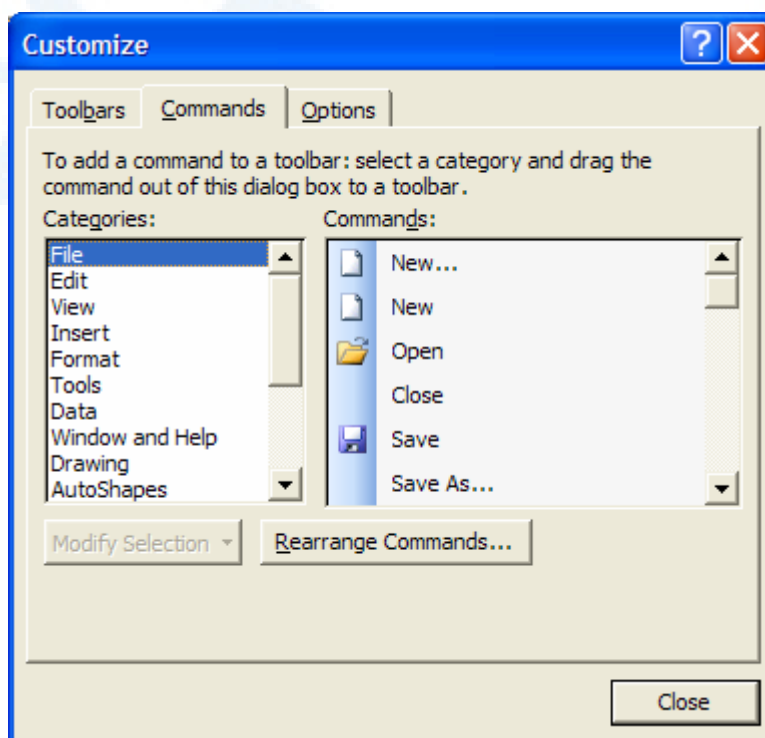 Customize
Toolbars Commands Options
To add a command to a toolbar: select a category and drag the
command out of this dialog box to a toolbar.
Categories: Commands:
File
Edit
View
Insert
Format
Tools
Data
Window and Help
Drawing
AutoShapes
New...
New
Open
Close
Save
Save As...
Modify Selection Rearrange Commands...
Close